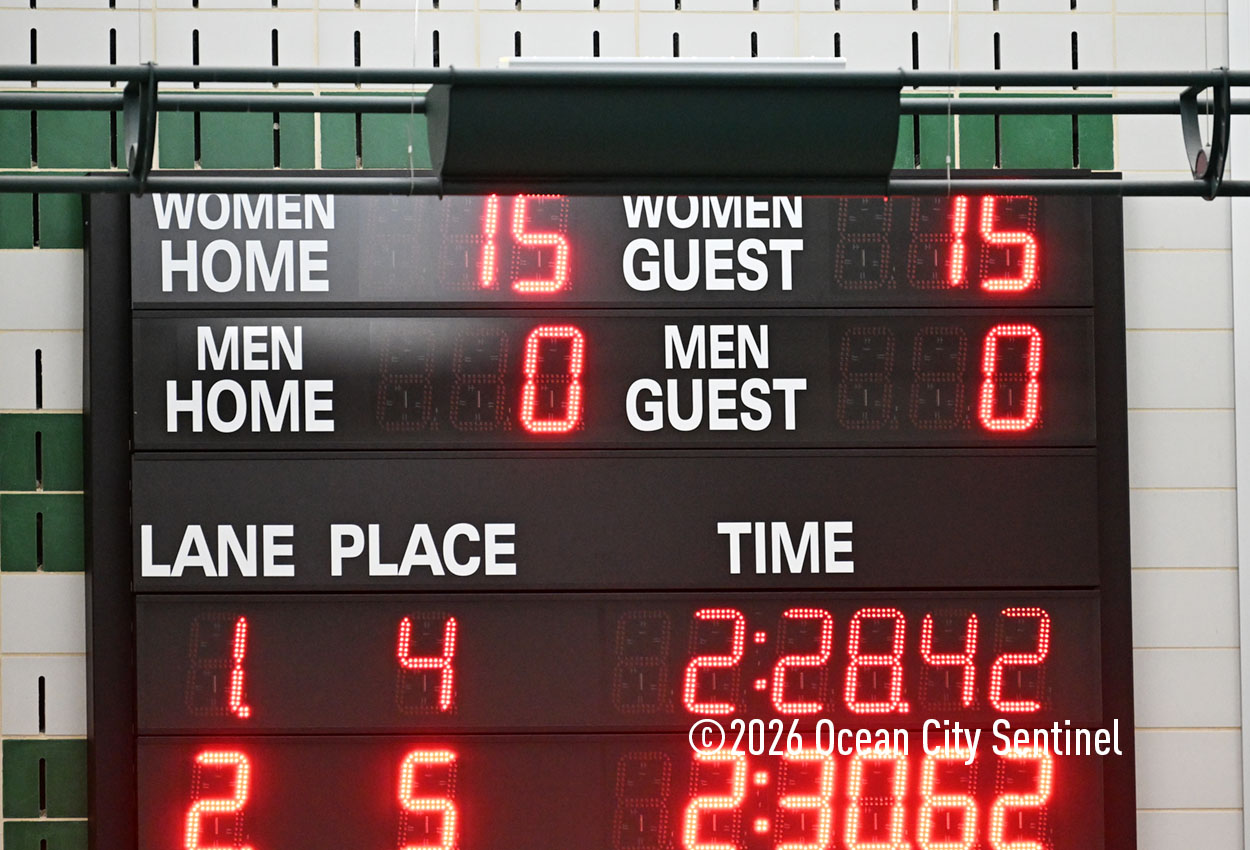 WOMEN HOME 15 WOMEN GUEST 15
MEN HOME 0 MEN GUEST 0
LANE PLACE TIME
1. 4 2:28.42
©2026 Ocean City Sentinel
2 5 2:30.62